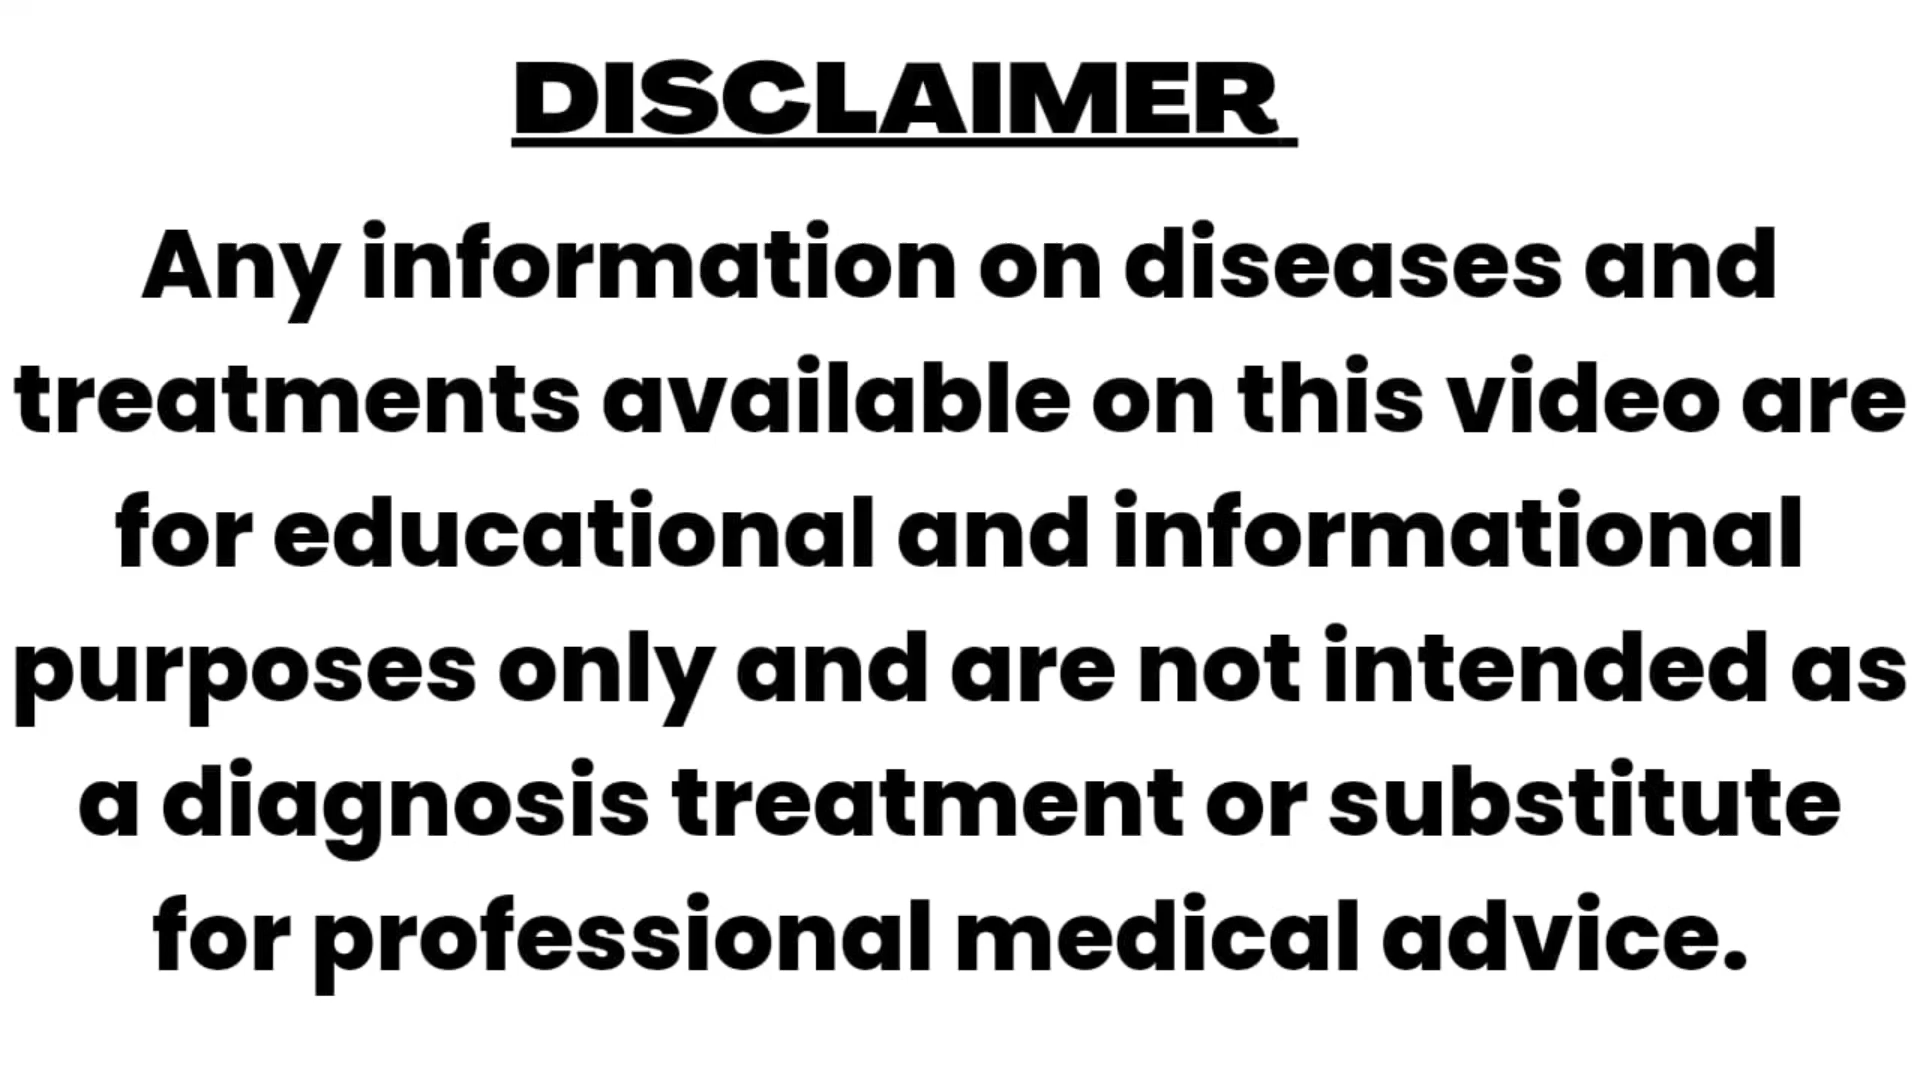 DISCLAIMER
Any information on diseases and
treatments available on this video are
for educational and informational
purposes only and are not intended as
a diagnosis treatment or substitute
for professional medical advice.